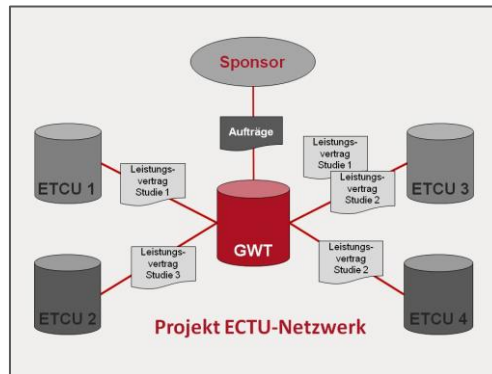 Sponsor
Aufträge
ETCU 1
Leistungs-
vertrag
Studie 1
Leistungs-
vertrag
Studie 1
Leistungs-
vertrag
Studie 2
ETCU 3
GWT
ETCU 2
Leistungs-
vertrag
Studie 3
Leistungs-
vertrag
Studie 2
ETCU 4
Projekt ECTU-Netzwerk